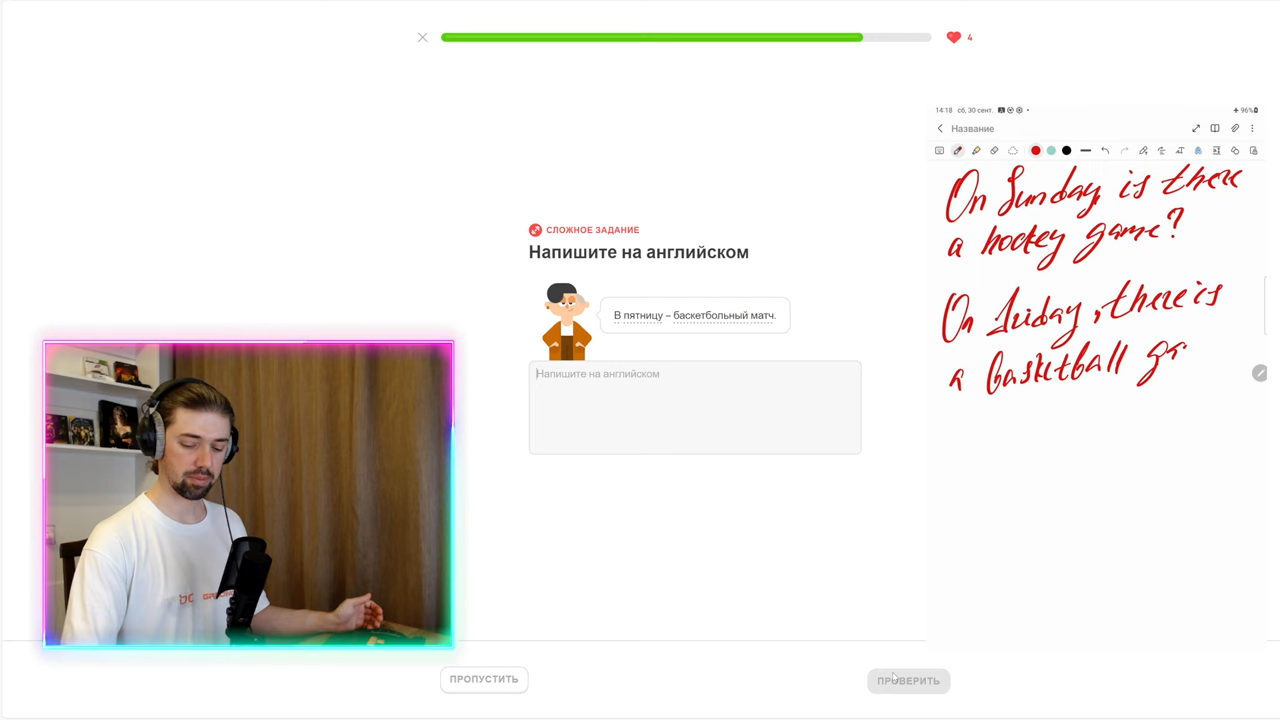 4
14:18 сб, 30 сент.
96%
Название
On Sunday, is there
a hockey game?
СЛОЖНОЕ ЗАДАНИЕ
Напишите на английском
В пятницу – баскетбольный матч.
Напишите на английском
On Friday, there is
a basketball ga
ПРОПУСТИТЬ
ПРОВЕРИТЬ